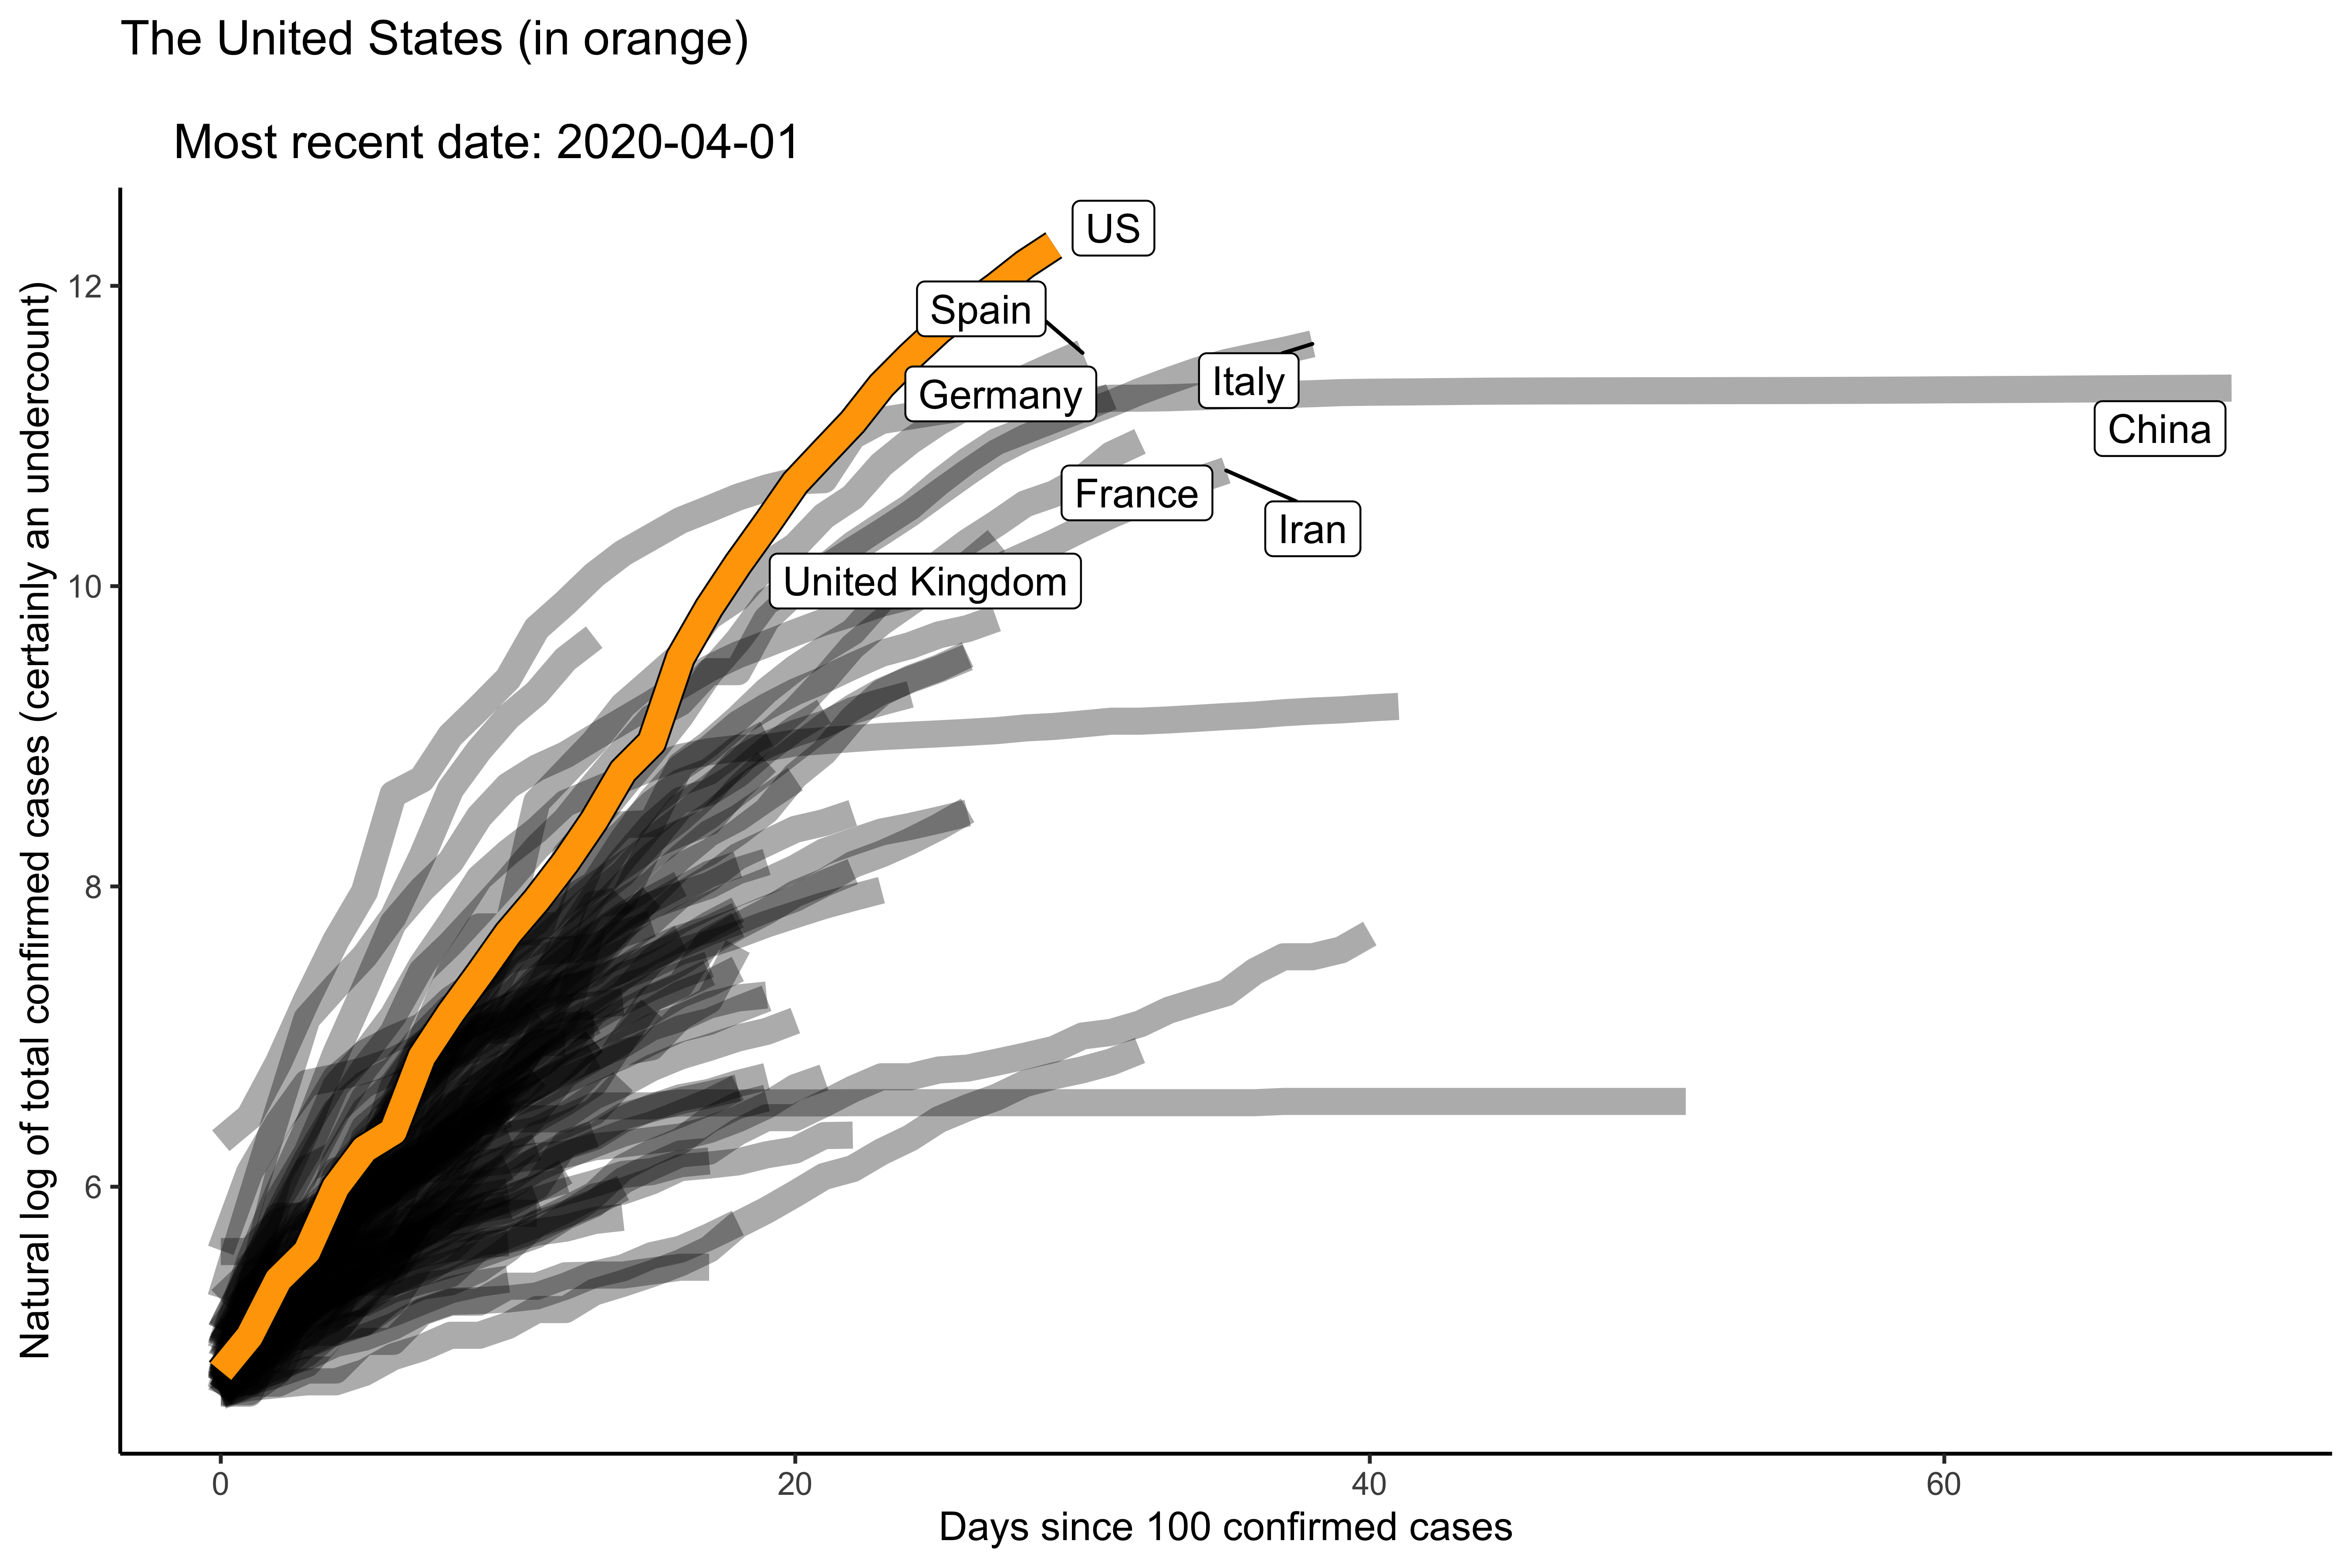 The United States (in orange)
Most recent date: 2020-04-01
Natural log of total confirmed cases (certainly an undercount)
12
10
8
6
US
Spain
Germany
Italy
China
France
Iran
United Kingdom
0
20
40
60
Days since 100 confirmed cases